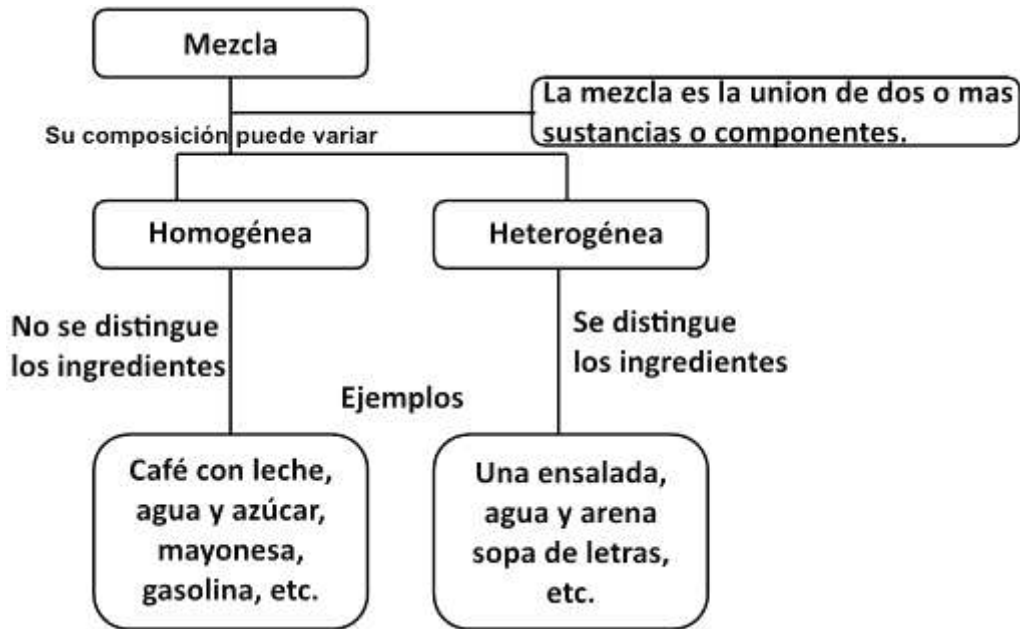 Mezcla
La mezcla es la union de dos o mas
sustancias o componentes.
Su composición puede variar
Homogénea
Heterogénea
No se distingue
los ingredientes
Se distingue
los ingredientes
Ejemplos
Café con leche,
agua y azúcar,
mayonesa,
gasolina, etc.
Una ensalada,
agua y arena
sopa de letras,
etc.